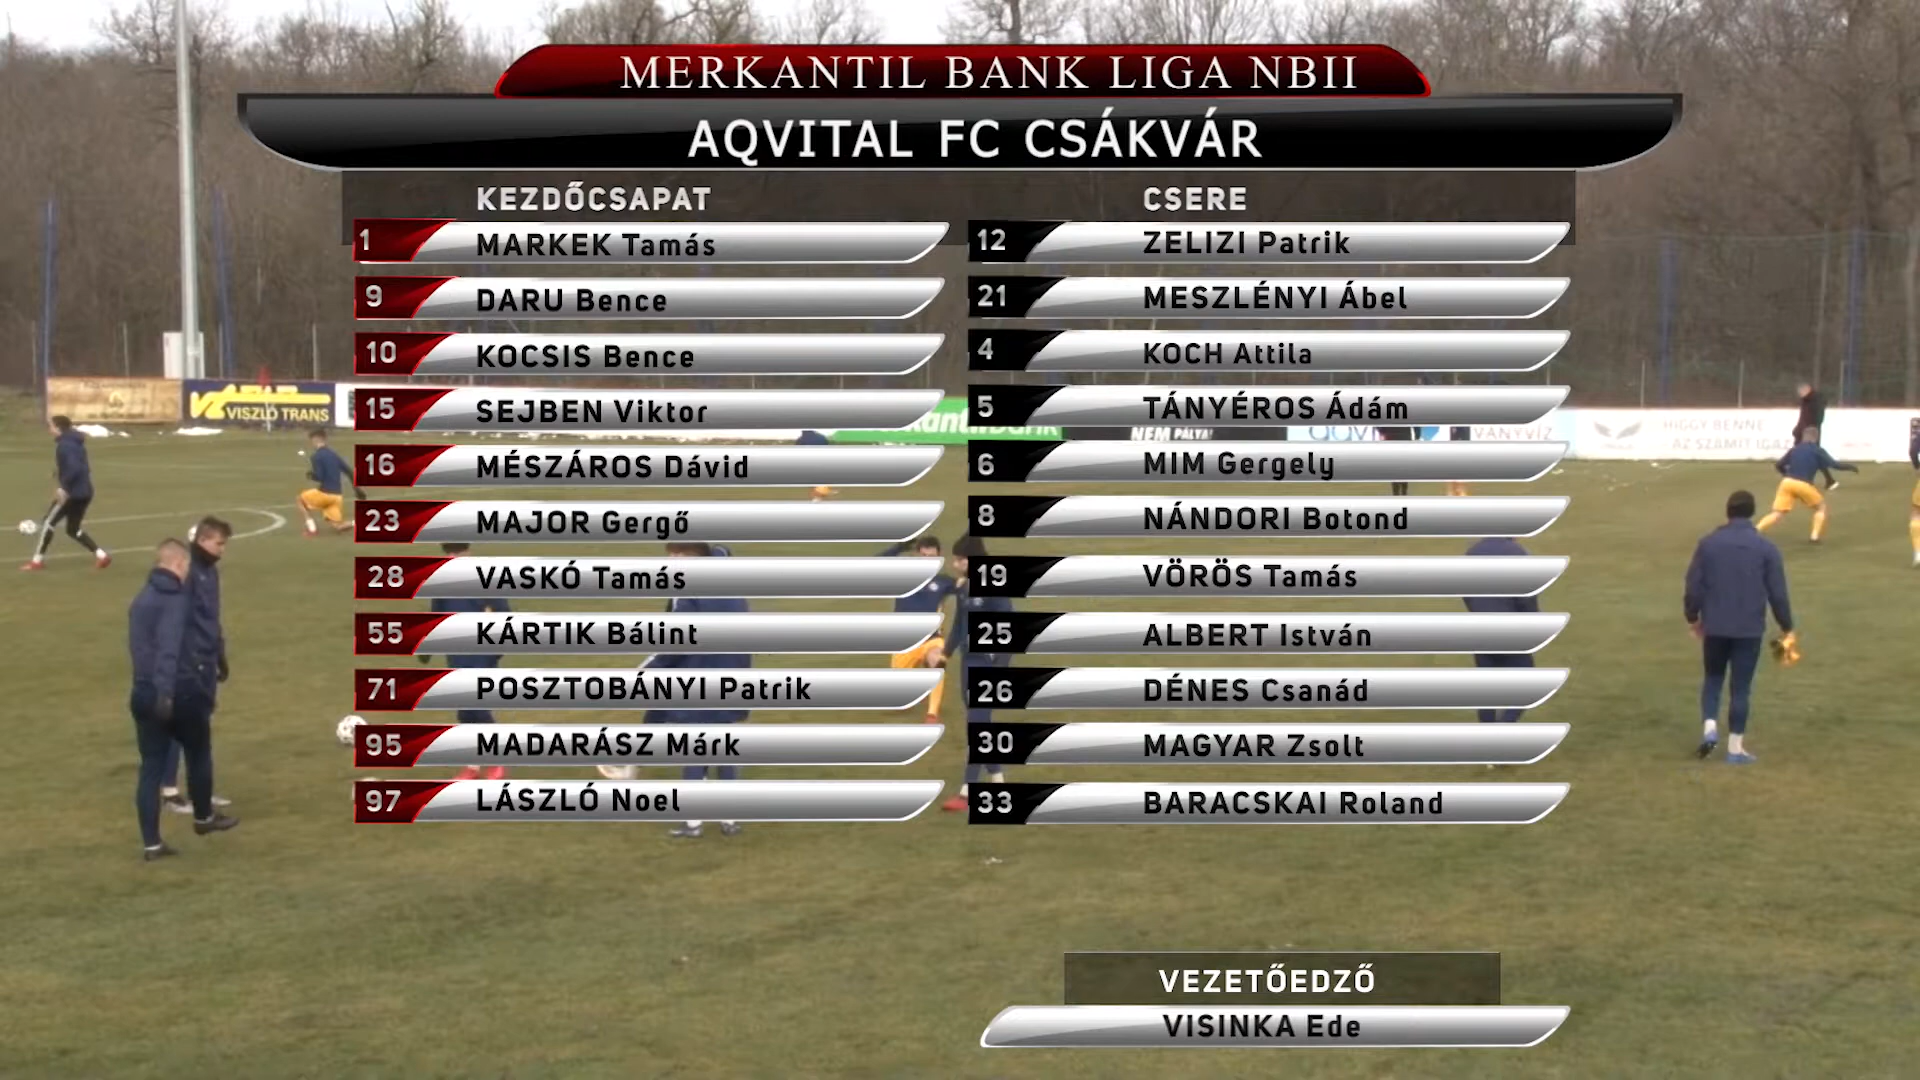 MERKANTIL BANK LIGA NBII
AQVITAL FC CSÁKVÁR
KEZDŐCSAPAT
1 MARKEK Tamás
9 DARU Bence
10 KOCSIS Bence
15 SEJBEN Viktor
16 MÉSZÁROS Dávid
23 MAJOR Gergő
28 VASKÓ Tamás
55 KÁRTIK Bálint
71 POSZTOBÁNYI Patrik
95 MADARÁSZ Márk
97 LÁSZLÓ Noel
CSERE
12 ZELIZI Patrik
21 MESZLÉNYI Ábel
4 KOCH Attila
5 TÁNYÉROS Ádám
6 MIM Gergely
8 NÁNDORI Botond
19 VÖRÖS Tamás
25 ALBERT István
26 DÉNES Csanád
30 MAGYAR Zsolt
33 BARACSKAI Roland
VEZETŐEDZŐ
VISINKA Ede
VISZLÓ TRANS
NEM PÁLYA!